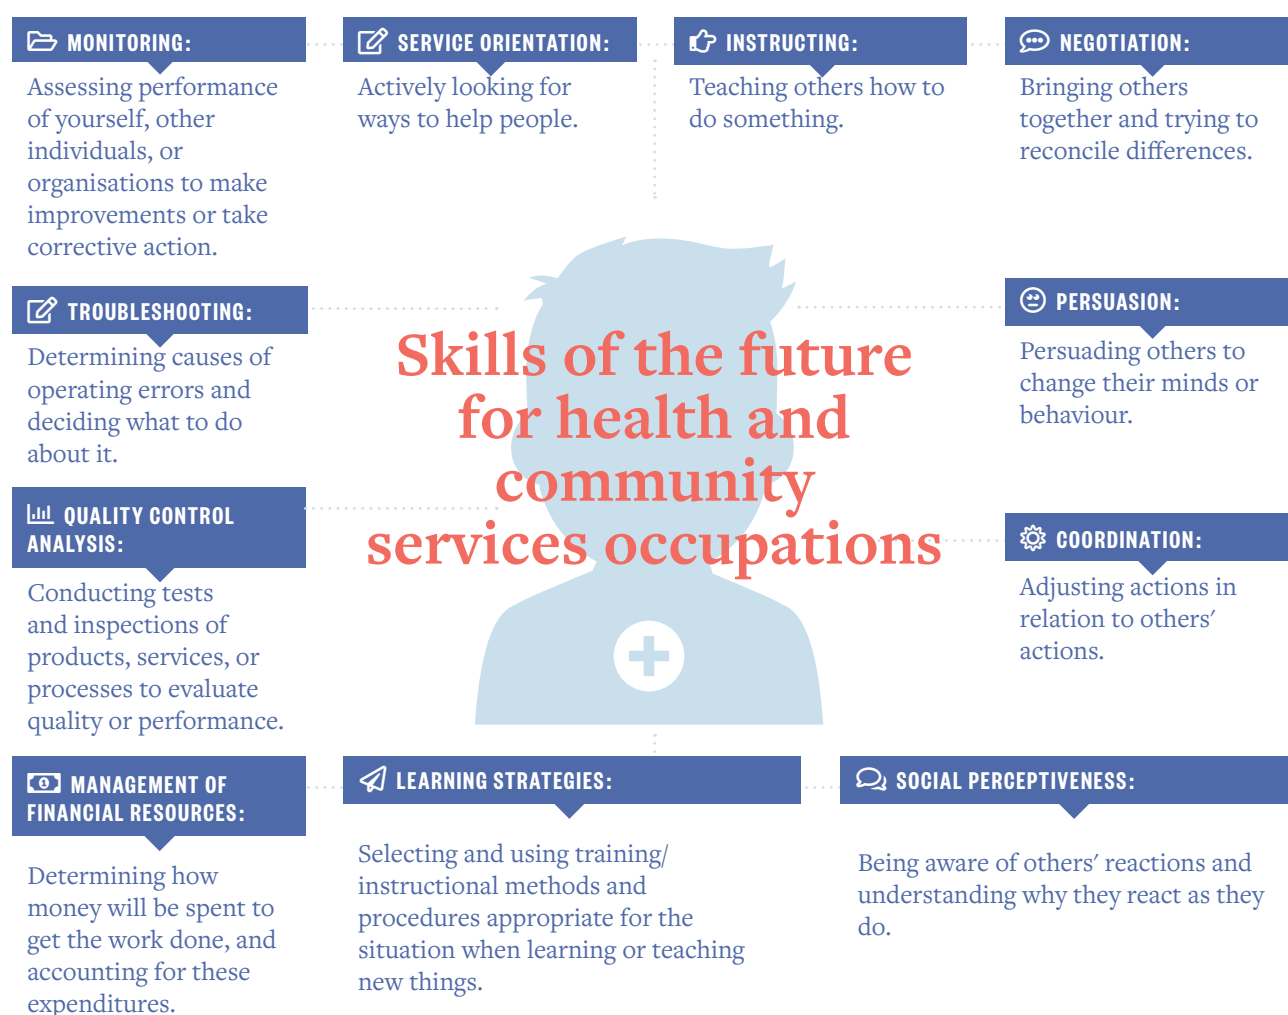 MONITORING:
Assessing performance
of yourself, other
individuals, or
organisations to make
improvements or take
corrective action.
SERVICE ORIENTATION:
Actively looking for
ways to help people.
INSTRUCTING:
Teaching others how to
do something.
NEGOTIATION:
Bringing others
together and trying to
reconcile differences.
TROUBLESHOOTING:
Determining causes of
operating errors and
deciding what to do
about it.
Skills of the future
for health and
community
services occupations
PERSUASION:
Persuading others to
change their minds or
behaviour.
QUALITY CONTROL
ANALYSIS:
Conducting tests
and inspections of
products, services, or
processes to evaluate
quality or performance.
COORDINATION:
Adjusting actions in
relation to others′
actions.
MANAGEMENT OF
FINANCIAL RESOURCES:
Determining how
money will be spent to
get the work done, and
accounting for these
expenditures.
LEARNING STRATEGIES:
Selecting and using training/
instructional methods and
procedures appropriate for the
situation when learning or teaching
new things.
SOCIAL PERCEPTIVENESS:
Being aware of others′ reactions and
understanding why they react as they
do.